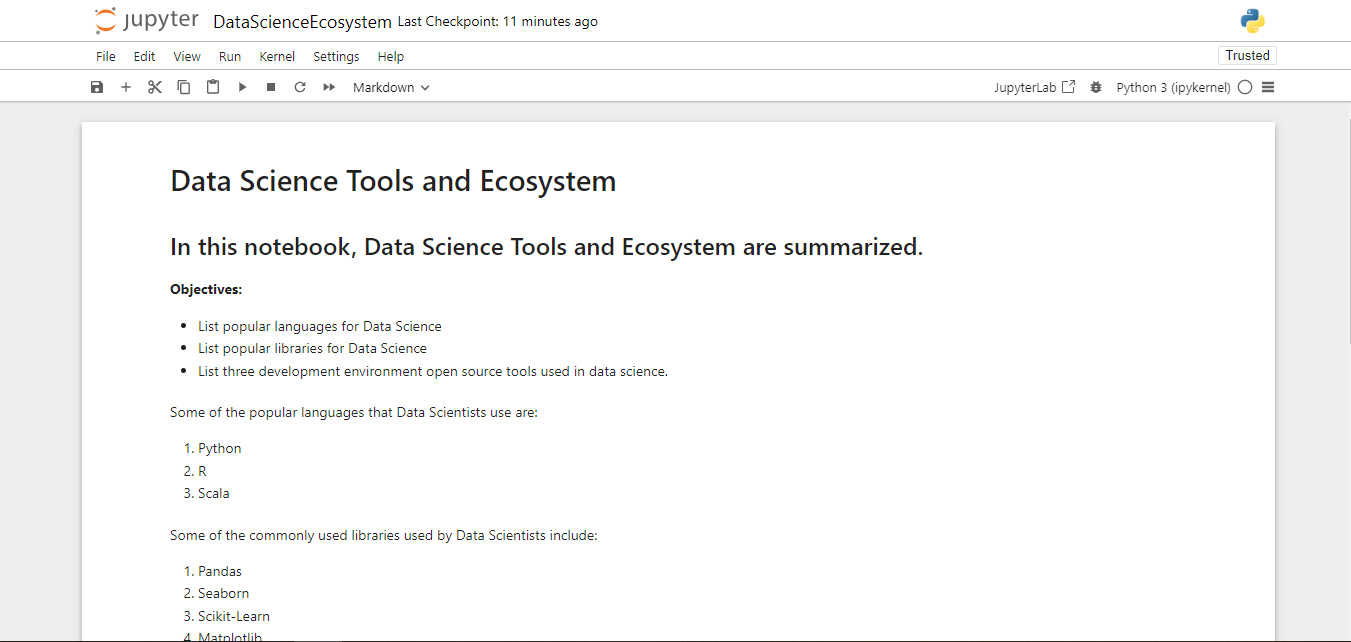 jupyter DataScienceEcosystem Last Checkpoint: 11 minutes ago
File Edit View Run Kernel Settings Help Trusted
Markdown JupyterLab Python 3 (ipykernel)
Data Science Tools and Ecosystem
In this notebook, Data Science Tools and Ecosystem are summarized.
Objectives:
• List popular languages for Data Science
• List popular libraries for Data Science
• List three development environment open source tools used in data science.
Some of the popular languages that Data Scientists use are:
1. Python
2. R
3. Scala
Some of the commonly used libraries used by Data Scientists include:
1. Pandas
2. Seaborn
3. Scikit-Learn
4. Matplotlib